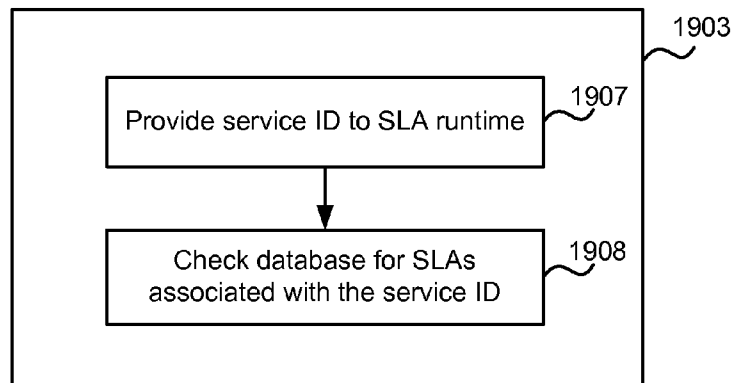 1903
Provide service ID to SLA runtime
1907
Check database for SLAs
associated with the service ID
1908